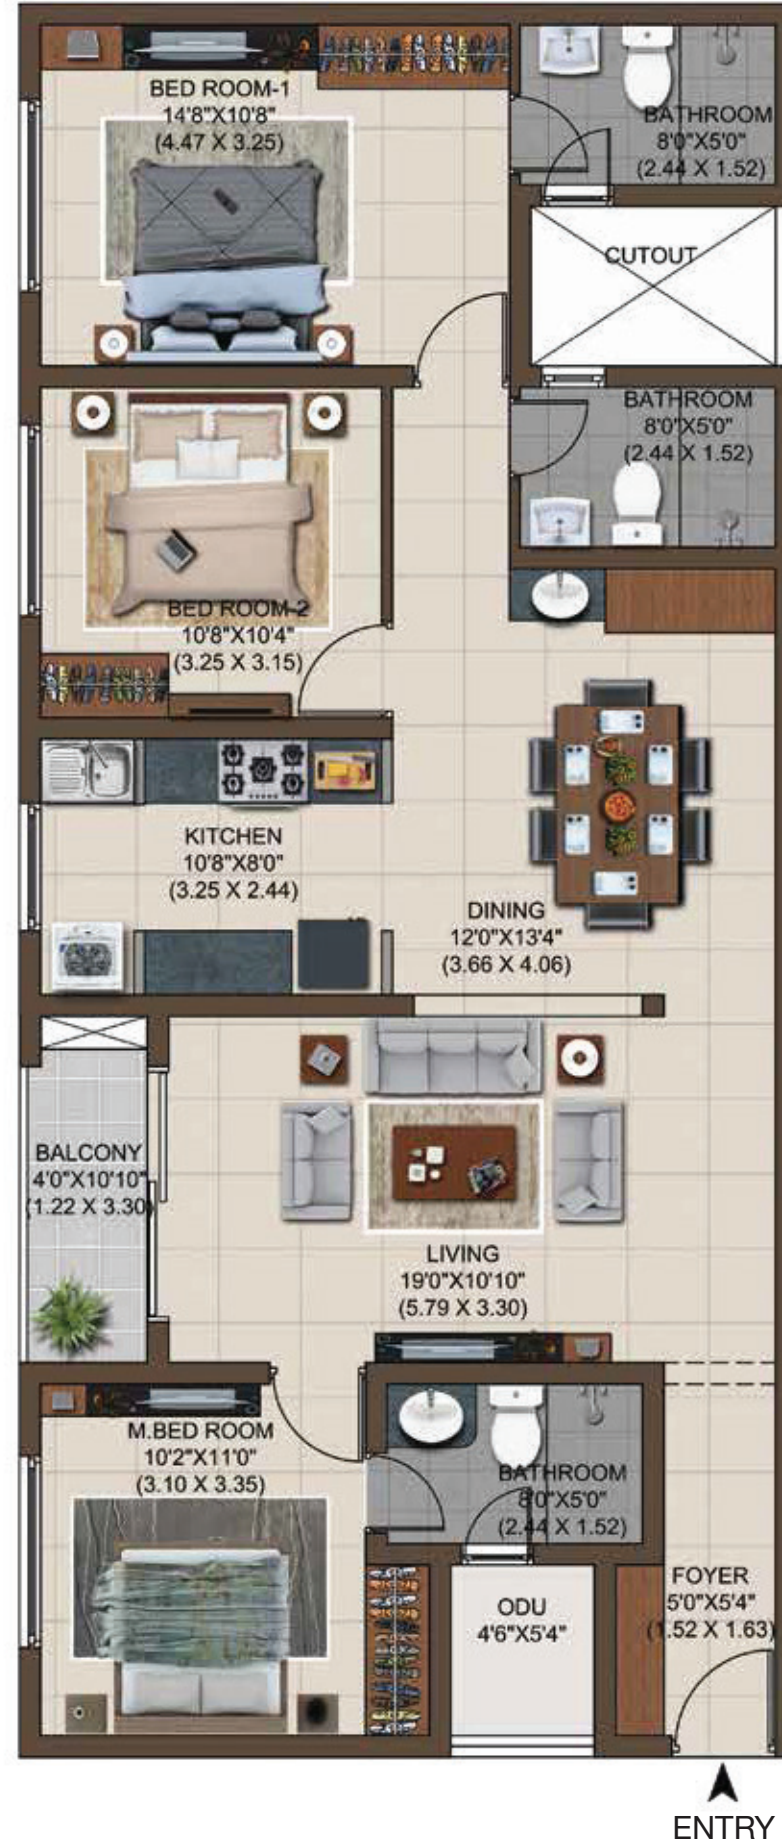 BED ROOM-1
14'8"X10'8"
(4.47 X 3.25)
BATHROOM
8'0"X5'0"
(2.44 X 1.52)
CUTOUT
BATHROOM
8'0"X5'0"
(2.44 X 1.52)
BED ROOM-2
10'8"X10'4"
(3.25 X 3.15)
KITCHEN
10'8"X8'0"
(3.25 X 2.44)
DINING
12'0"X13'4"
(3.66 X 4.06)
BALCONY
4'0"X10'10"
(1.22 X 3.30)
LIVING
19'0"X10'10"
(5.79 X 3.30)
M.BED ROOM
10'2"X11'0"
(3.10 X 3.35)
BATHROOM
8'0"X5'0"
(2.44 X 1.52)
ODU
4'6"X5'4"
FOYER
5'0"X5'4"
(1.52 X 1.63)
ENTRY